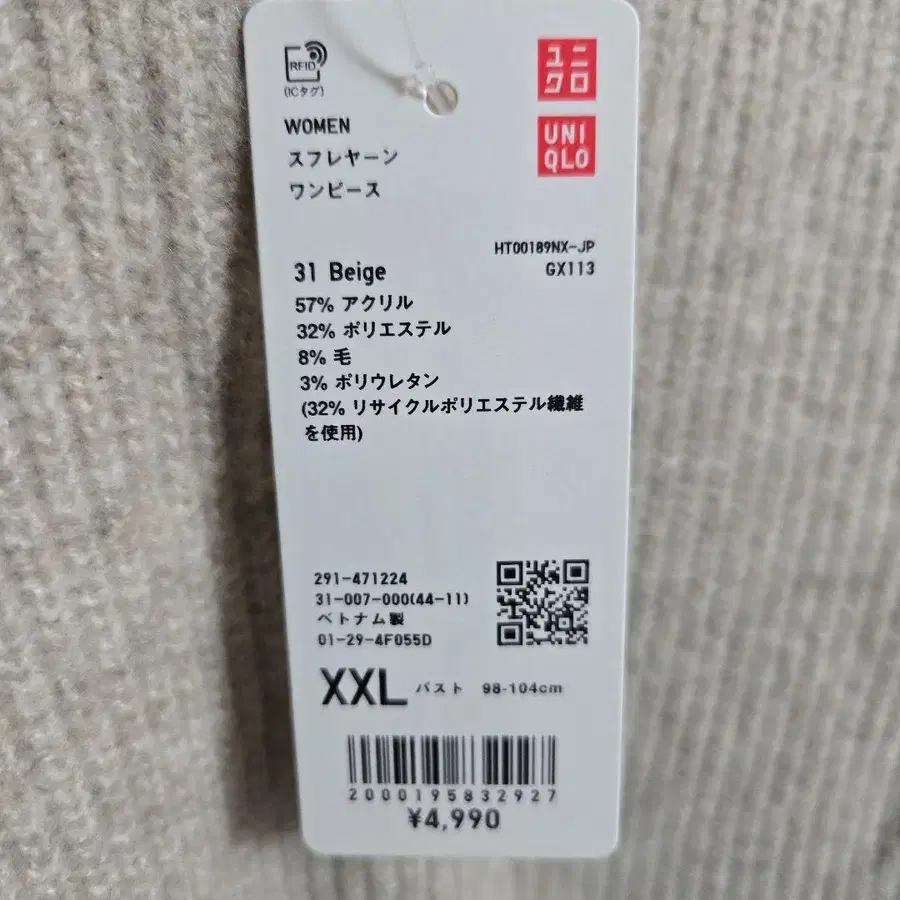 RFID
(ICタグ)
ユニ
クロ
UNI
QLO
WOMEN
スフレヤーン
ワンピース
HT00189NX-JP
GX113
31 Beige
57% アクリル
32% ポリエステル
8% 毛
3% ポリウレタン
(32% リサイクルポリエステル繊維
を使用)
291-471224
31-007-000(44-11)
ベトナム製
01-29-4F055D
XXL バスト 98-104cm
2000195832927
¥4,990